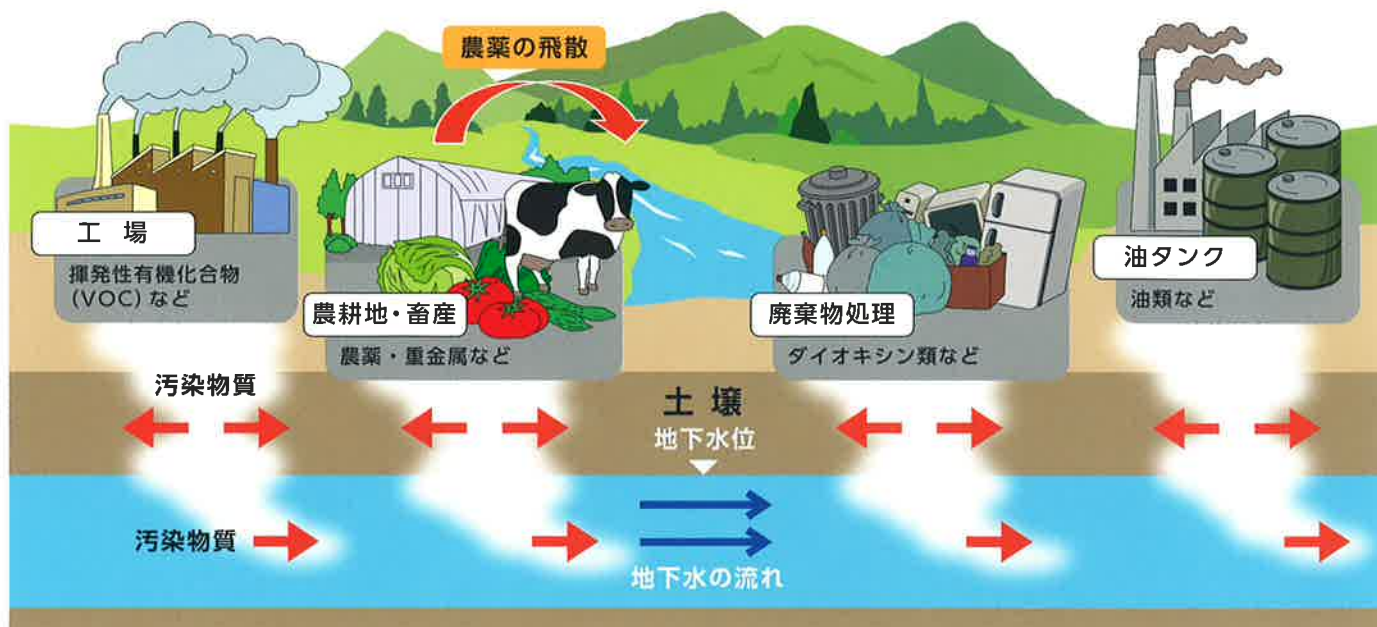 農薬の飛散
工場
揮発性有機化合物
(VOC)など
農耕地・畜産
農薬・重金属など
廃棄物処理
ダイオキシン類など
油タンク
油類など
汚染物質
土壌
地下水位
汚染物質
地下水の流れ